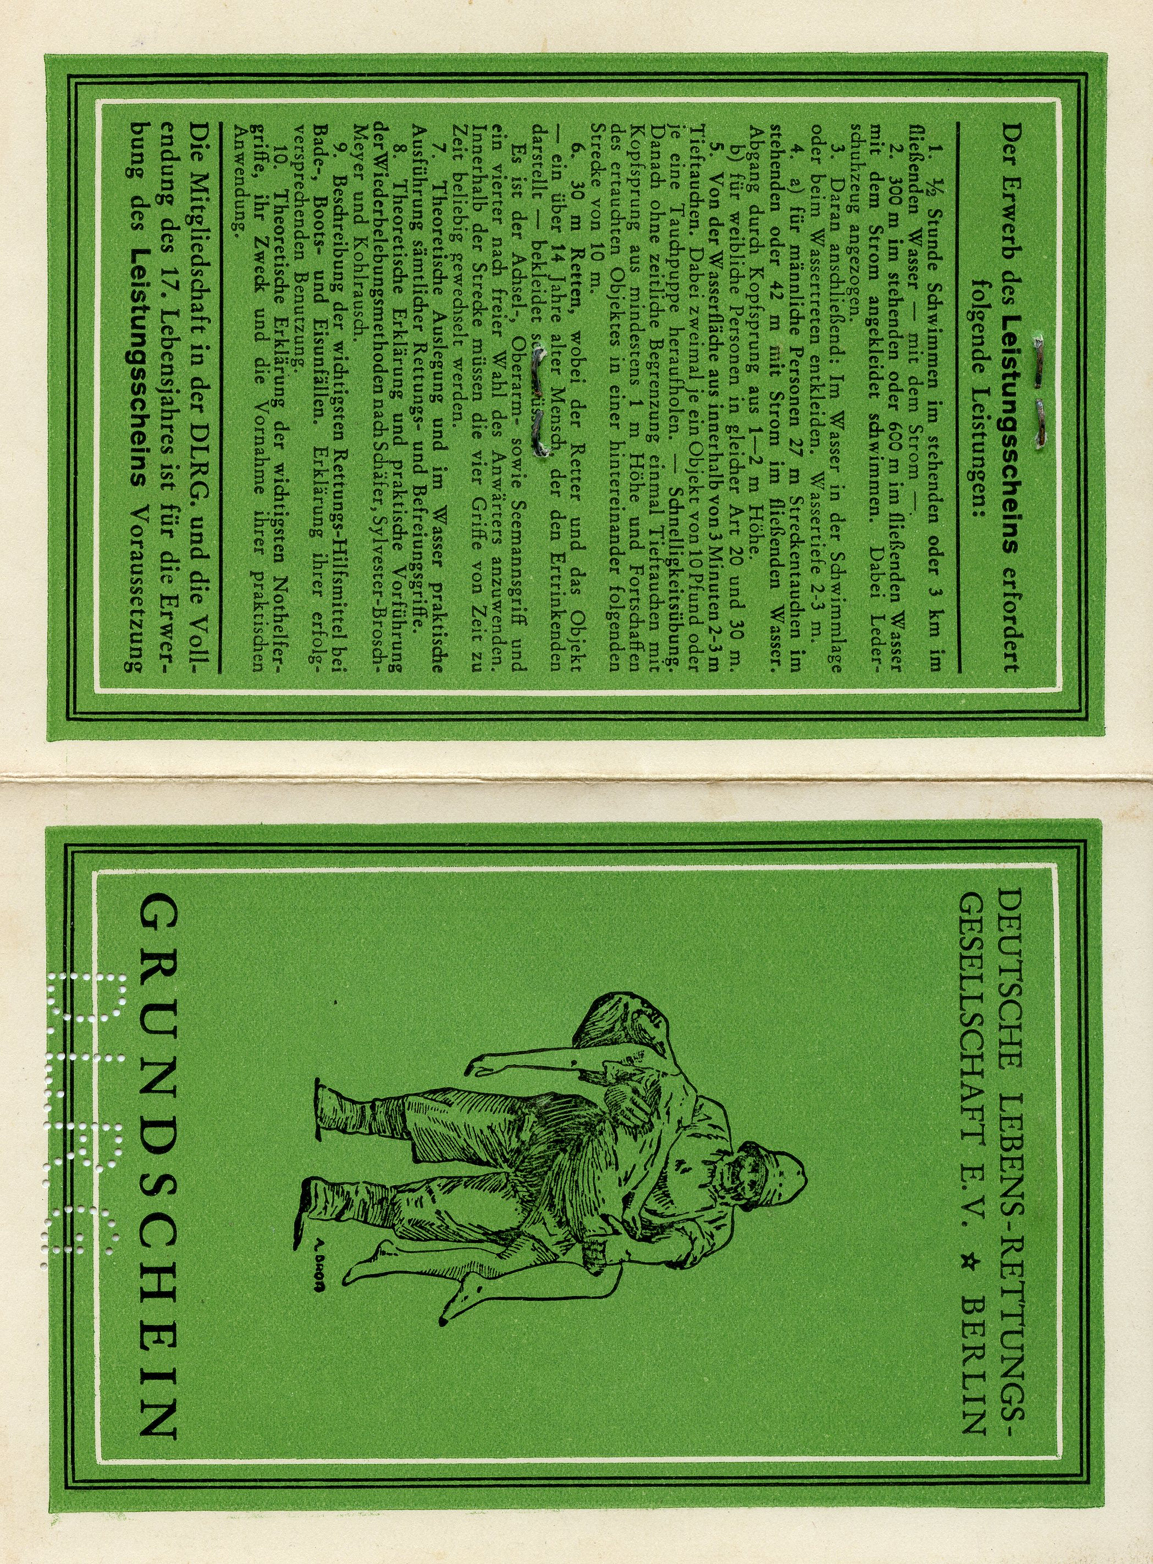 Der Erwerb des Leistungsscheins erfordert
folgende Leistungen:
1. ½ Stunde Schwimmen im stehenden oder 3 km im
fließenden Wasser — mit dem Strom —.
2. 300 m im stehenden oder 600 m im fließenden Wasser
mit dem Strom angekleidet schwimmen. Dabei Leder-
schuhzeug angezogen.
3. Daran anschließend: Im Wasser in der Schwimmlage
oder beim Wassertreten entkleiden. Wassertiefe 2-3 m.
4. a) für männliche Personen 27 m Streckentauchen im
stehenden oder 42 m mit Strom im fließenden Wasser.
Abgang durch Kopfsprung aus 1—2 m Höhe.
b) für weibliche Personen in gleicher Art 20 und 30 m.
5. Von der Wasserfläche aus innerhalb von 3 Minuten 2-3 m
Tieftauchen. Dabei zweimal je ein Objekt von 10 Pfund oder
je eine Tauchpuppe heraufholen. — Schnelligkeitsübung.
Danach ohne zeitliche Begrenzung einmal Tieftauchen mit
Kopfsprung aus mindestens 1 m Höhe und Fortschaffen
des ertauchten Objektes in einer hintereinander folgenden
Strecke von 10 m.
6. 30 m Retten, wobei der Retter und das Objekt
— ein über 14 Jahre alter Mensch, der den Ertrinkenden
darstellt — bekleidet
Es ist der Achsel-, Oberarm- sowie Seemannsgriff und
ein vierter nach freier Wahl des Anwärters anzuwenden.
Innerhalb der Strecke müssen die vier Griffe von Zeit zu
Zeit beliebig gewechselt werden.
7. Theoretische Auslegung und im Wasser praktische
Ausführung sämtlicher Rettungs- und Befreiungsgriffe.
8. Theoretische Erklärung und praktische Vorführung
der Wiederbelebungsmethoden nach Schäfer, Sylvester-Brosch-
Meyer und Kohlrausch.
9. Beschreibung der wichtigsten Rettungs-Hilfsmittel bei
Bade-, Boots- und Eisunfällen. Erklärung ihrer erfolg-
versprechenden Benutzung.
10. Theoretische Erklärung der wichtigsten Nothelfer-
griffe, ihr Zweck und die Vornahme ihrer praktischen
Anwendung.
Die Mitgliedschaft in der DLRG. und die Voll-
endung des 17. Lebensjahres ist für die Erwer-
bung des Leistungsscheins Voraussetzung
DEUTSCHE LEBENS-RETTUNGS-
GESELLSCHAFT E.V. ★ BERLIN
GRUNDSCHEIN